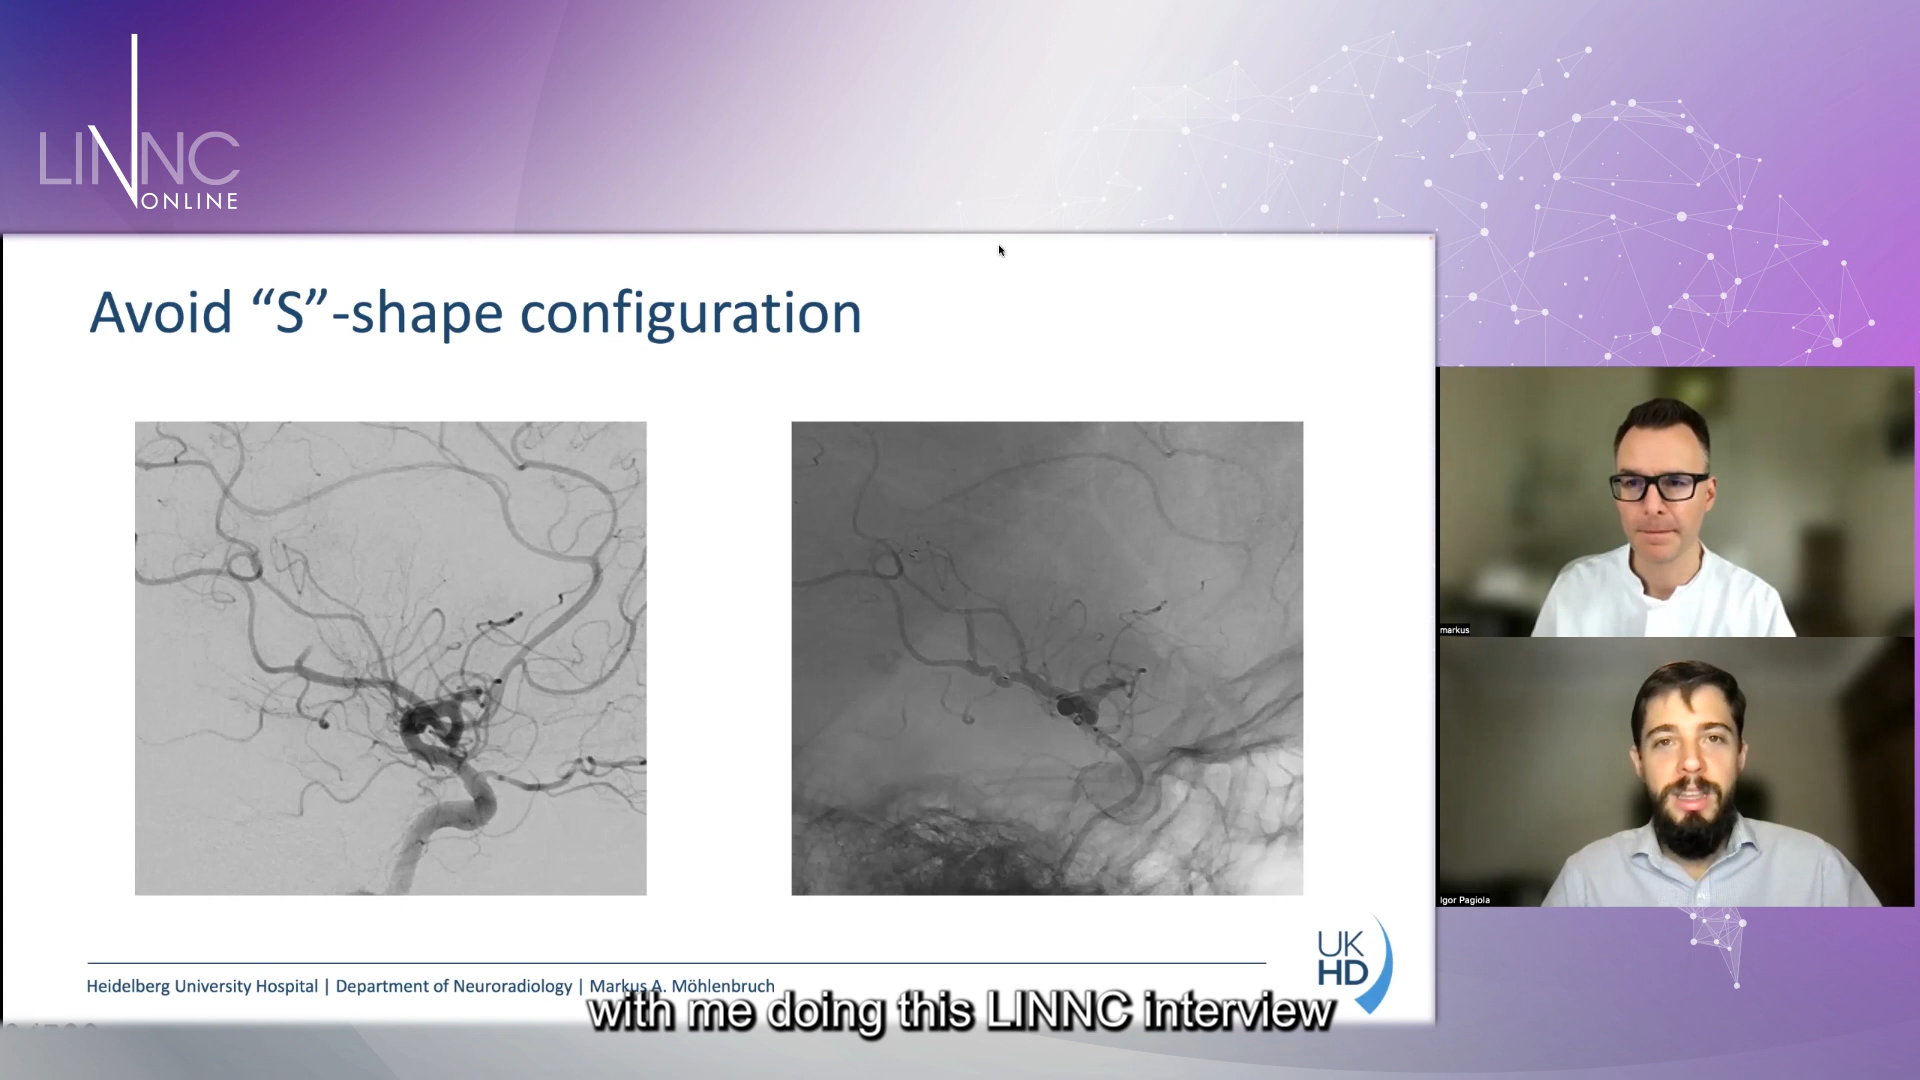 LINNC
ONLINE
Avoid “S”-shape configuration
markus
Igor Pagiola
UK
HD
Heidelberg University Hospital | Department of Neuroradiology | Markus A. Möhlenbruch
with me doing this LINNC interview